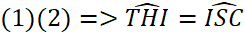 (1)(2) => \widehat{THI} = \widehat{ISC}